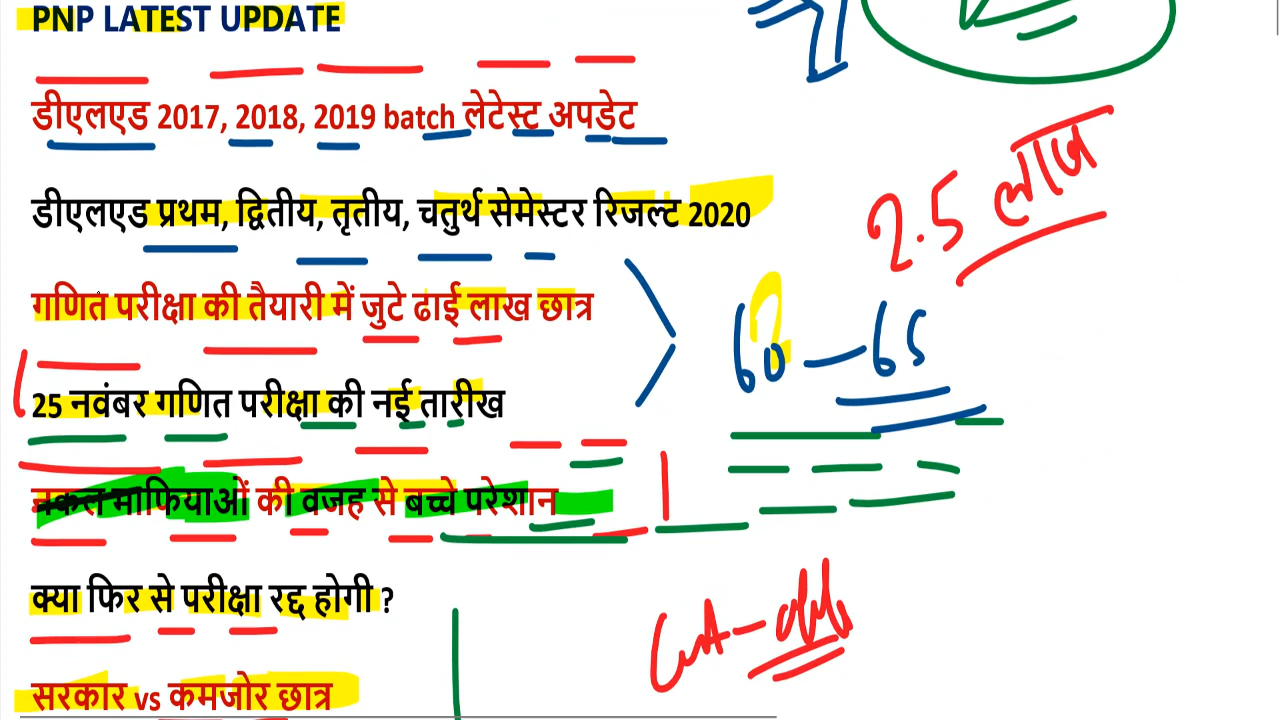 PNP LATEST UPDATE
डीएलएड 2017, 2018, 2019 batch लेटेस्ट अपडेट
2.5 लाख
डीएलएड प्रथम, द्वितीय, तृतीय, चतुर्थ सेमेस्टर रिजल्ट 2020
गणित परीक्षा की तैयारी में जुटे ढाई लाख छात्र
60 — 65
25 नवंबर गणित परीक्षा की नई तारीख
नकल माफियाओं की वजह से बच्चे परेशान
क्या फिर से परीक्षा रद्द होगी ?
सरकार vs कमजोर छात्र